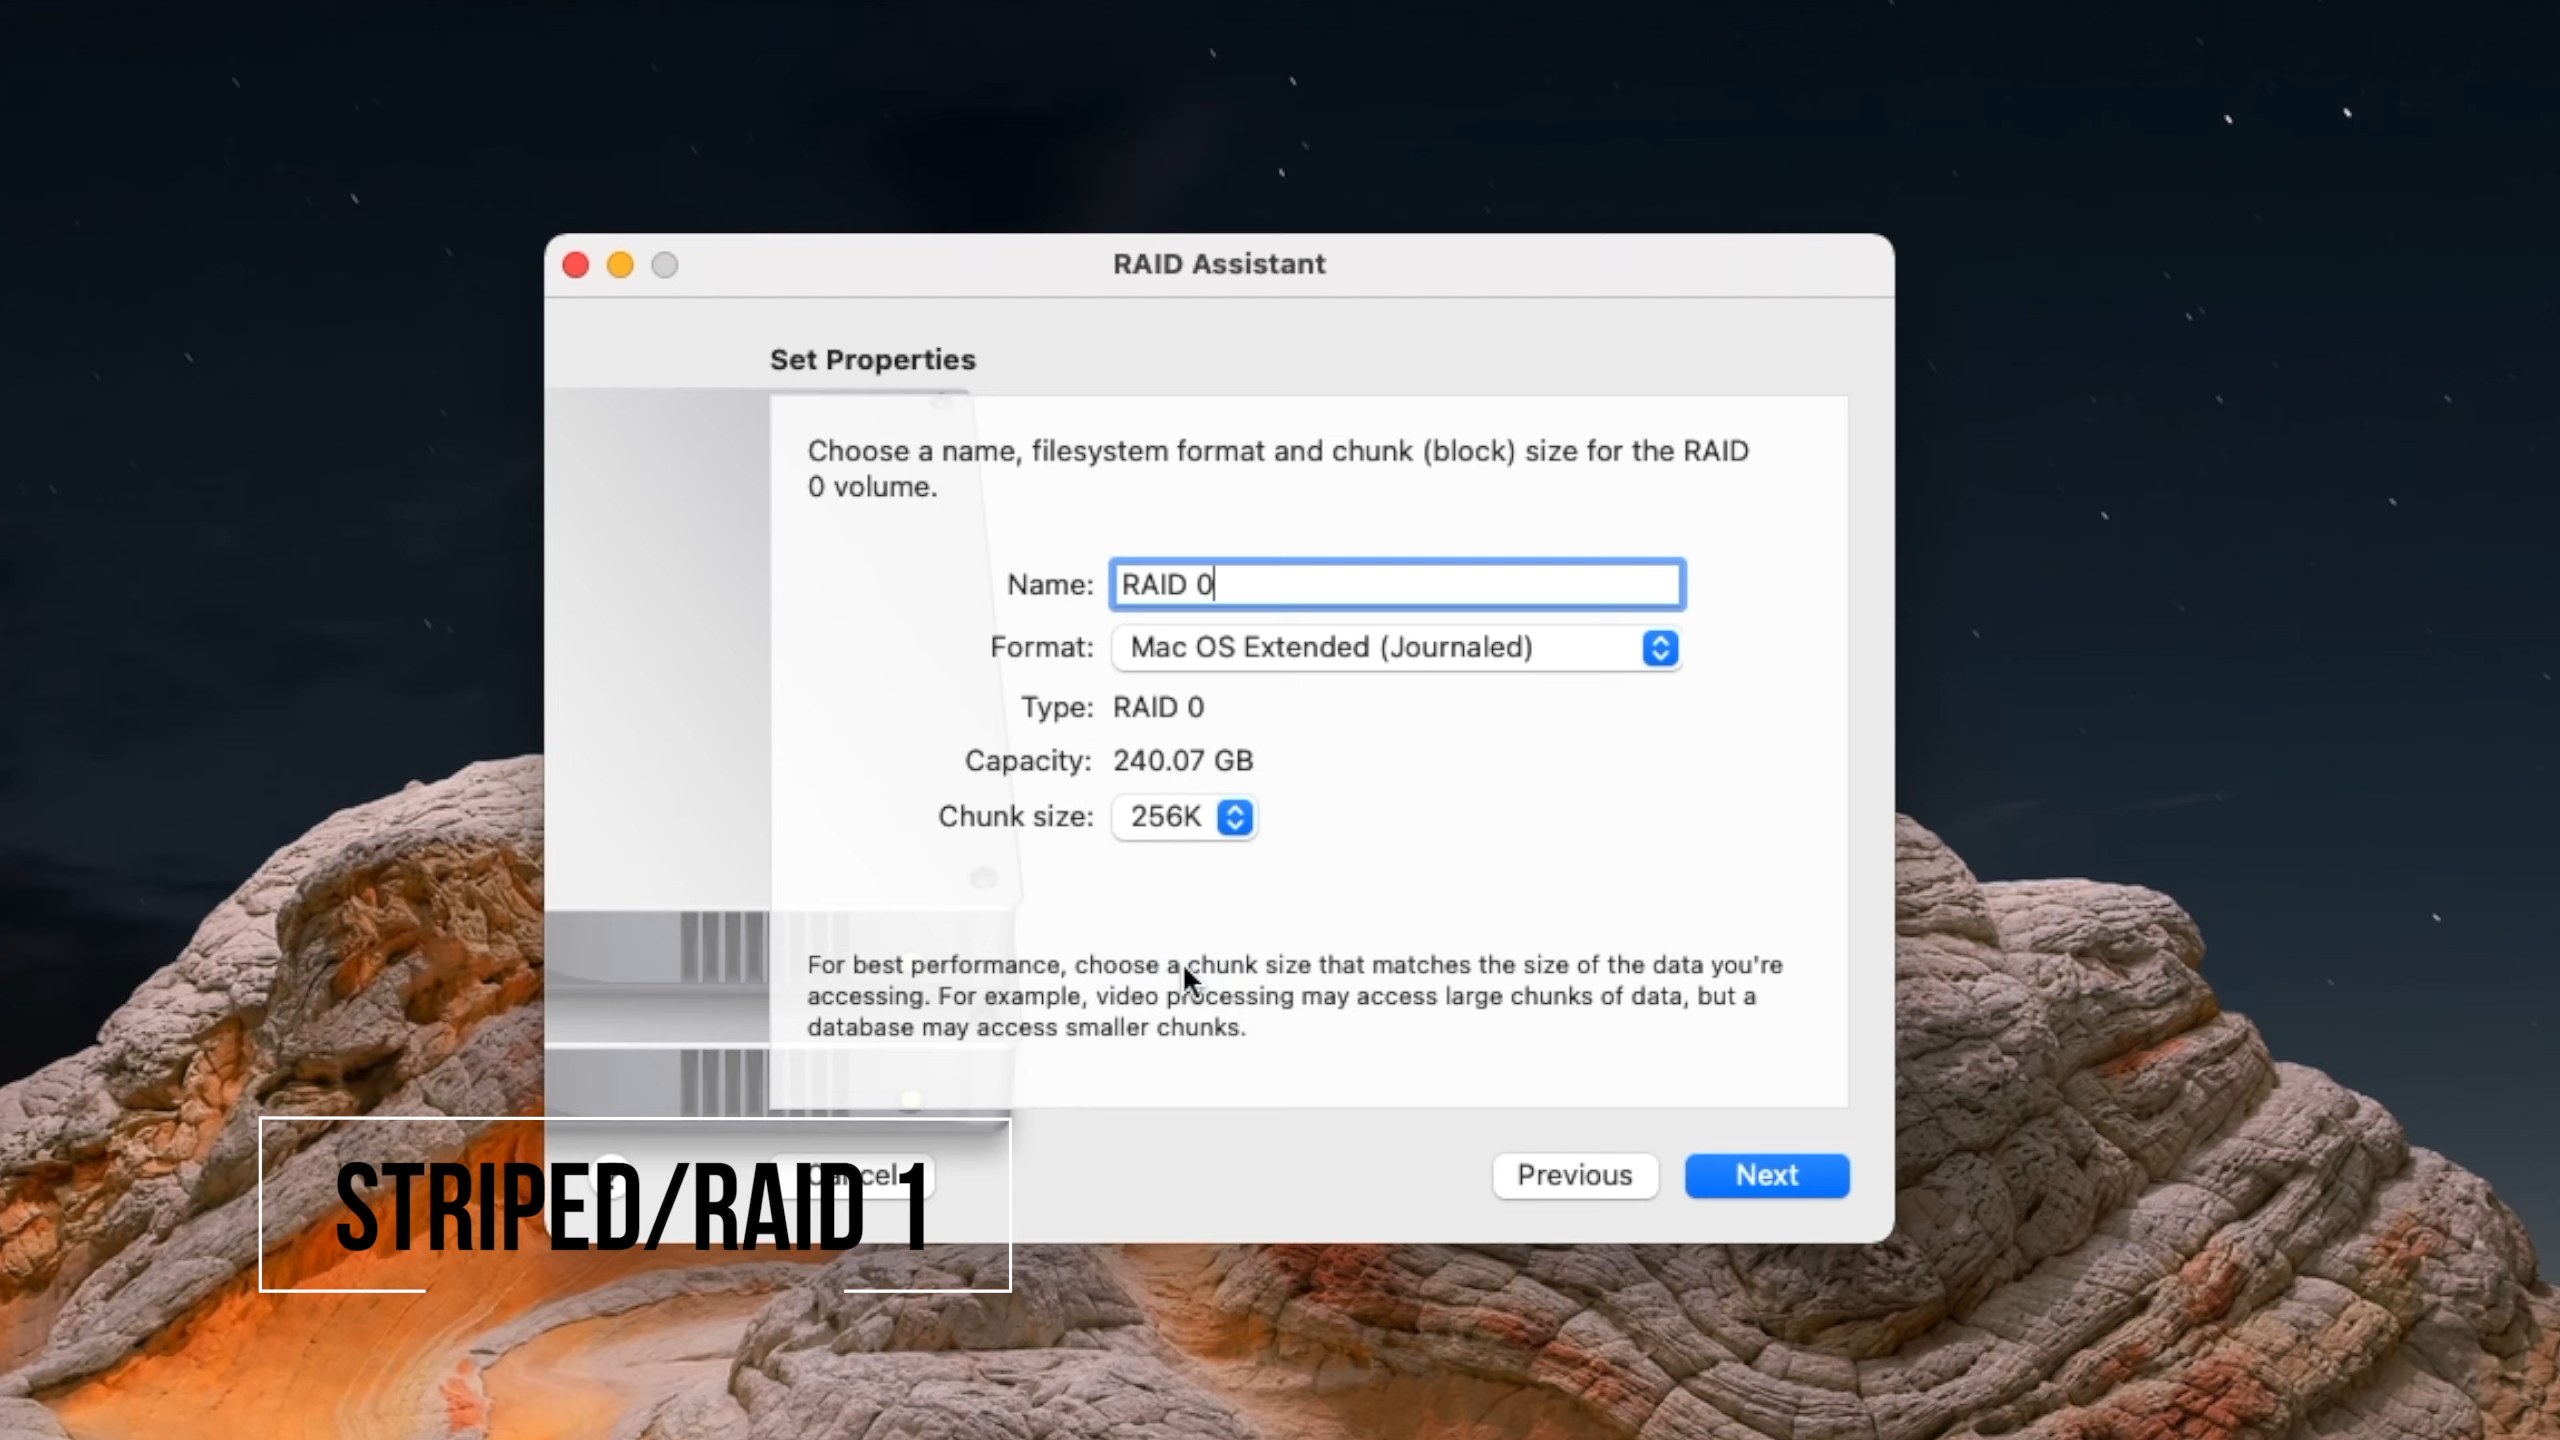 RAID Assistant
Set Properties
Choose a name, filesystem format and chunk (block) size for the RAID
0 volume.
Name: RAID 0
Format: Mac OS Extended (Journaled)
Type: RAID 0
Capacity: 240.07 GB
Chunk size: 256K
For best performance, choose a chunk size that matches the size of the data you're
accessing. For example, video processing may access large chunks of data, but a
database may access smaller chunks.
Cancel
Previous
Next
STRIPED/RAID 1